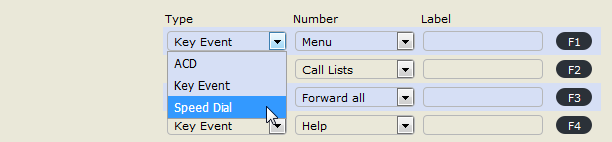 Type Number Label
Key Event Menu F1
ACD
Call Lists F2
Key Event
Forward all F3
Speed Dial
Key Event Help F4